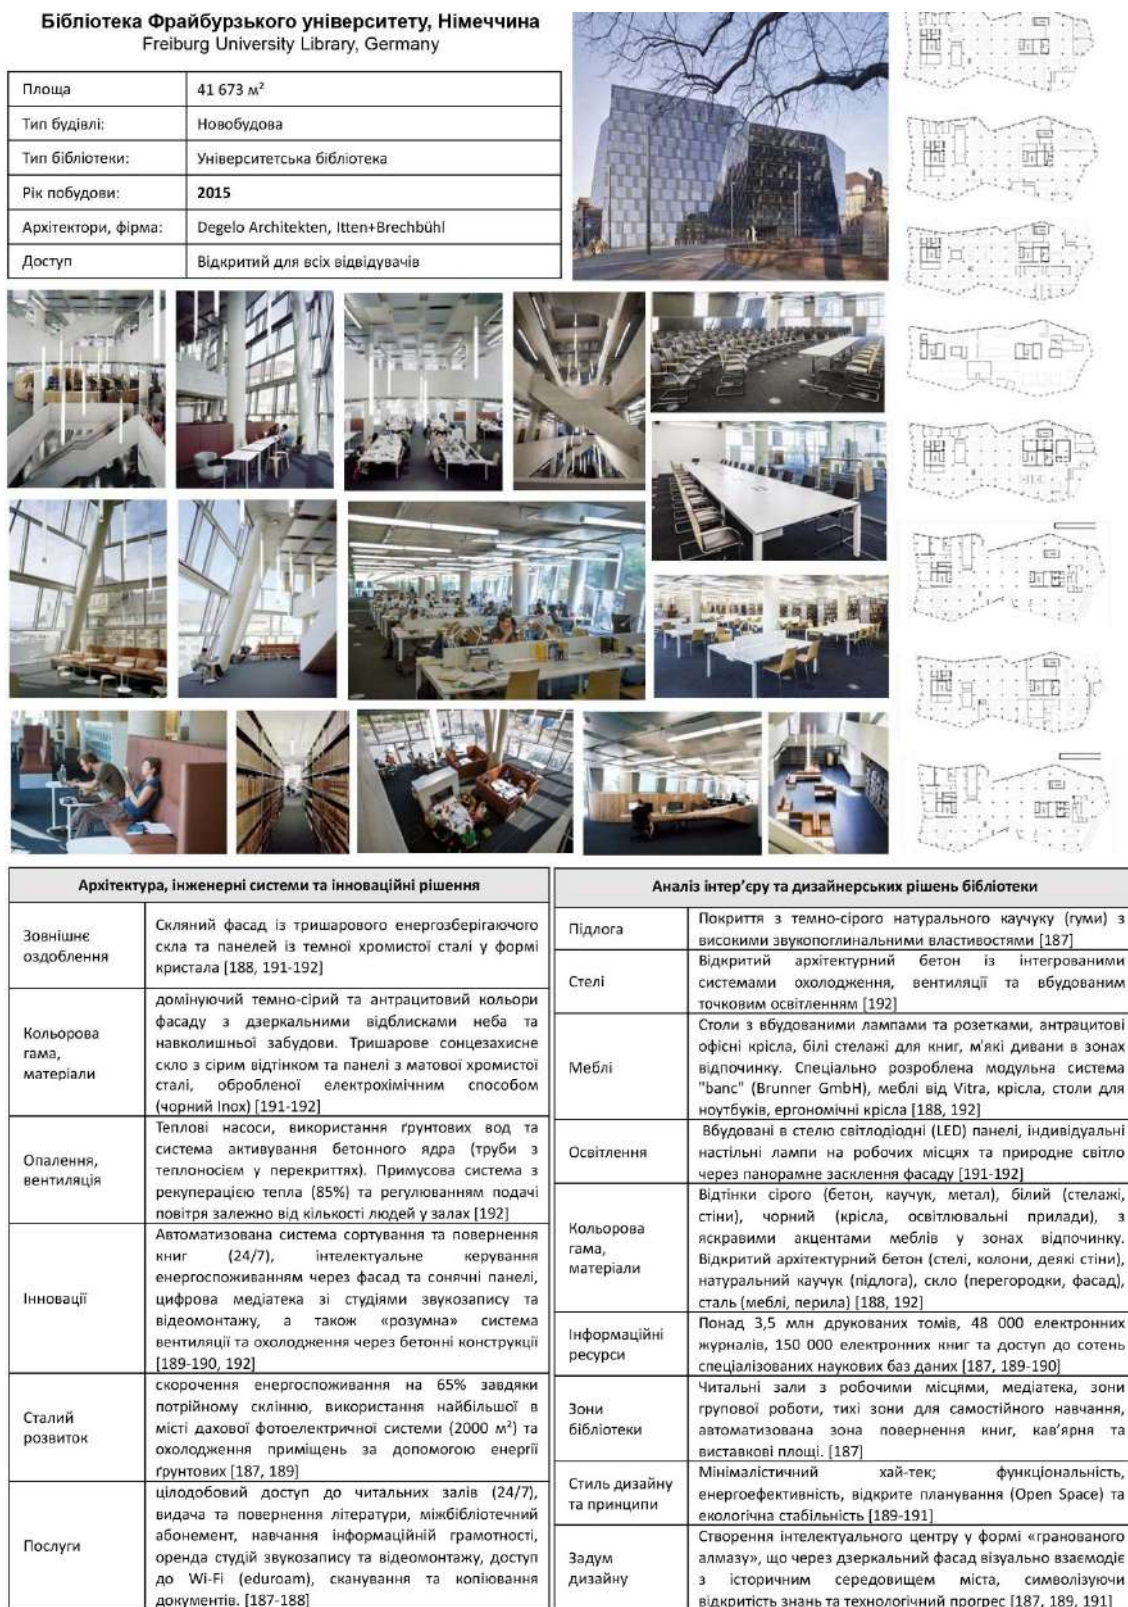 Бібліотека Фрайбурзького університету, Німеччина
Freiburg University Library, Germany
Площа 41 673 м²
Тип будівлі: Новобудова
Тип бібліотеки: Університетська бібліотека
Рік побудови: 2015
Архітектори, фірма: Degelo Architekten, Itten+Brechbühl
Доступ Відкритий для всіх відвідувачів
Архітектура, інженерні системи та інноваційні рішення
Зовнішнє
оздоблення
Скляний фасад із тришарового енергозберігаючого
скла та панелей із темної хромистої сталі у формі
кристала [188, 191-192]
Кольорова
гама,
матеріали
домінуючий темно-сірий та антрацитовий кольори
фасаду з дзеркальними відблисками неба та
навколишньої забудови. Тришарове сонцезахисне
скло з сірим відтінком та панелі з матової хромистої
сталі, обробленої електрохімічним способом
(чорний Inox) [191-192]
Опалення,
вентиляція
Теплові насоси, використання ґрунтових вод та
система активування бетонного ядра (труби з
теплоносієм у перекриттях). Примусова система з
рекуперацією тепла (85%) та регулюванням подачі
повітря залежно від кількості людей у залах [192]
Інновації
Автоматизована система сортування та повернення
книг (24/7), інтелектуальне керування
енергоспоживанням через фасад та сонячні панелі,
цифрова медіатека зі студіями звукозапису та
відеомонтажу, а також «розумна» система
вентиляції та охолодження через бетонні конструкції
[189-190, 192]
Сталий
розвиток
скорочення енергоспоживання на 65% завдяки
потрійному склінню, використання найбільшої в
місті дахової фотоелектричної системи (2000 м²) та
охолодження приміщень за допомогою енергії
ґрунтових [187, 189]
Послуги
цілодобовий доступ до читальних залів (24/7),
видача та повернення літератури, міжбібліотечний
абонемент, навчання інформаційній грамотності,
оренда студій звукозапису та відеомонтажу, доступ
до Wi-Fi (eduroam), сканування та копіювання
документів. [187-188]
Аналіз інтер’єру та дизайнерських рішень бібліотеки
Підлога
Покриття з темно-сірого натурального каучуку (гуми) з
високими звукопоглинальними властивостями [187]
Стелі
Відкритий архітектурний бетон із інтегрованими
системами охолодження, вентиляції та вбудованим
точковим освітленням [192]
Меблі
Столи з вбудованими лампами та розетками, антрацитові
офісні крісла, білі стелажі для книг, м'які дивани в зонах
відпочинку. Спеціально розроблена модульна система
"banc" (Brunner GmbH), меблі від Vitra, крісла, столи для
ноутбуків, ергономічні крісла [188, 192]
Освітлення
Вбудовані в стелю світлодіодні (LED) панелі, індивідуальні
настільні лампи на робочих місцях та природне світло
через панорамне засклення фасаду [191-192]
Кольорова
гама,
матеріали
Відтінки сірого (бетон, каучук, метал), білий (стелажі,
стіни), чорний (крісла, освітлювальні прилади), з
яскравими акцентами меблів у зонах відпочинку.
Відкритий архітектурний бетон (стелі, колони, деякі стіни),
натуральний каучук (підлога), скло (перегородки, фасад),
сталь (меблі, перила) [188, 192]
Інформаційні
ресурси
Понад 3,5 млн друкованих томів, 48 000 електронних
журналів, 150 000 електронних книг та доступ до сотень
спеціалізованих наукових баз даних [187, 189-190]
Зони
бібліотеки
Читальні зали з робочими місцями, медіатека, зони
групової роботи, тихі зони для самостійного навчання,
автоматизована зона повернення книг, кав'ярня та
виставкові площі. [187]
Стиль дизайну
та принципи
Мінімалістичний хай-тек; функціональність,
енергоефективність, відкрите планування (Open Space) та
екологічна стабільність [189-191]
Задум
дизайну
Створення інтелектуального центру у формі «гранованого
алмазу», що через дзеркальний фасад візуально взаємодіє
з історичним середовищем міста, символізуючи
відкритість знань та технологічний прогрес [187, 189, 191]